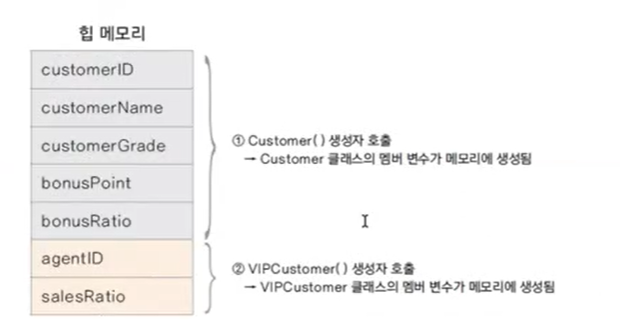 힙 메모리
customerID
customerName
customerGrade
bonusPoint
bonusRatio
agentID
salesRatio
① Customer( ) 생성자 호출
→ Customer 클래스의 멤버 변수가 메모리에 생성됨
② VIPCustomer( ) 생성자 호출
→ VIPCustomer 클래스의 멤버 변수가 메모리에 생성됨